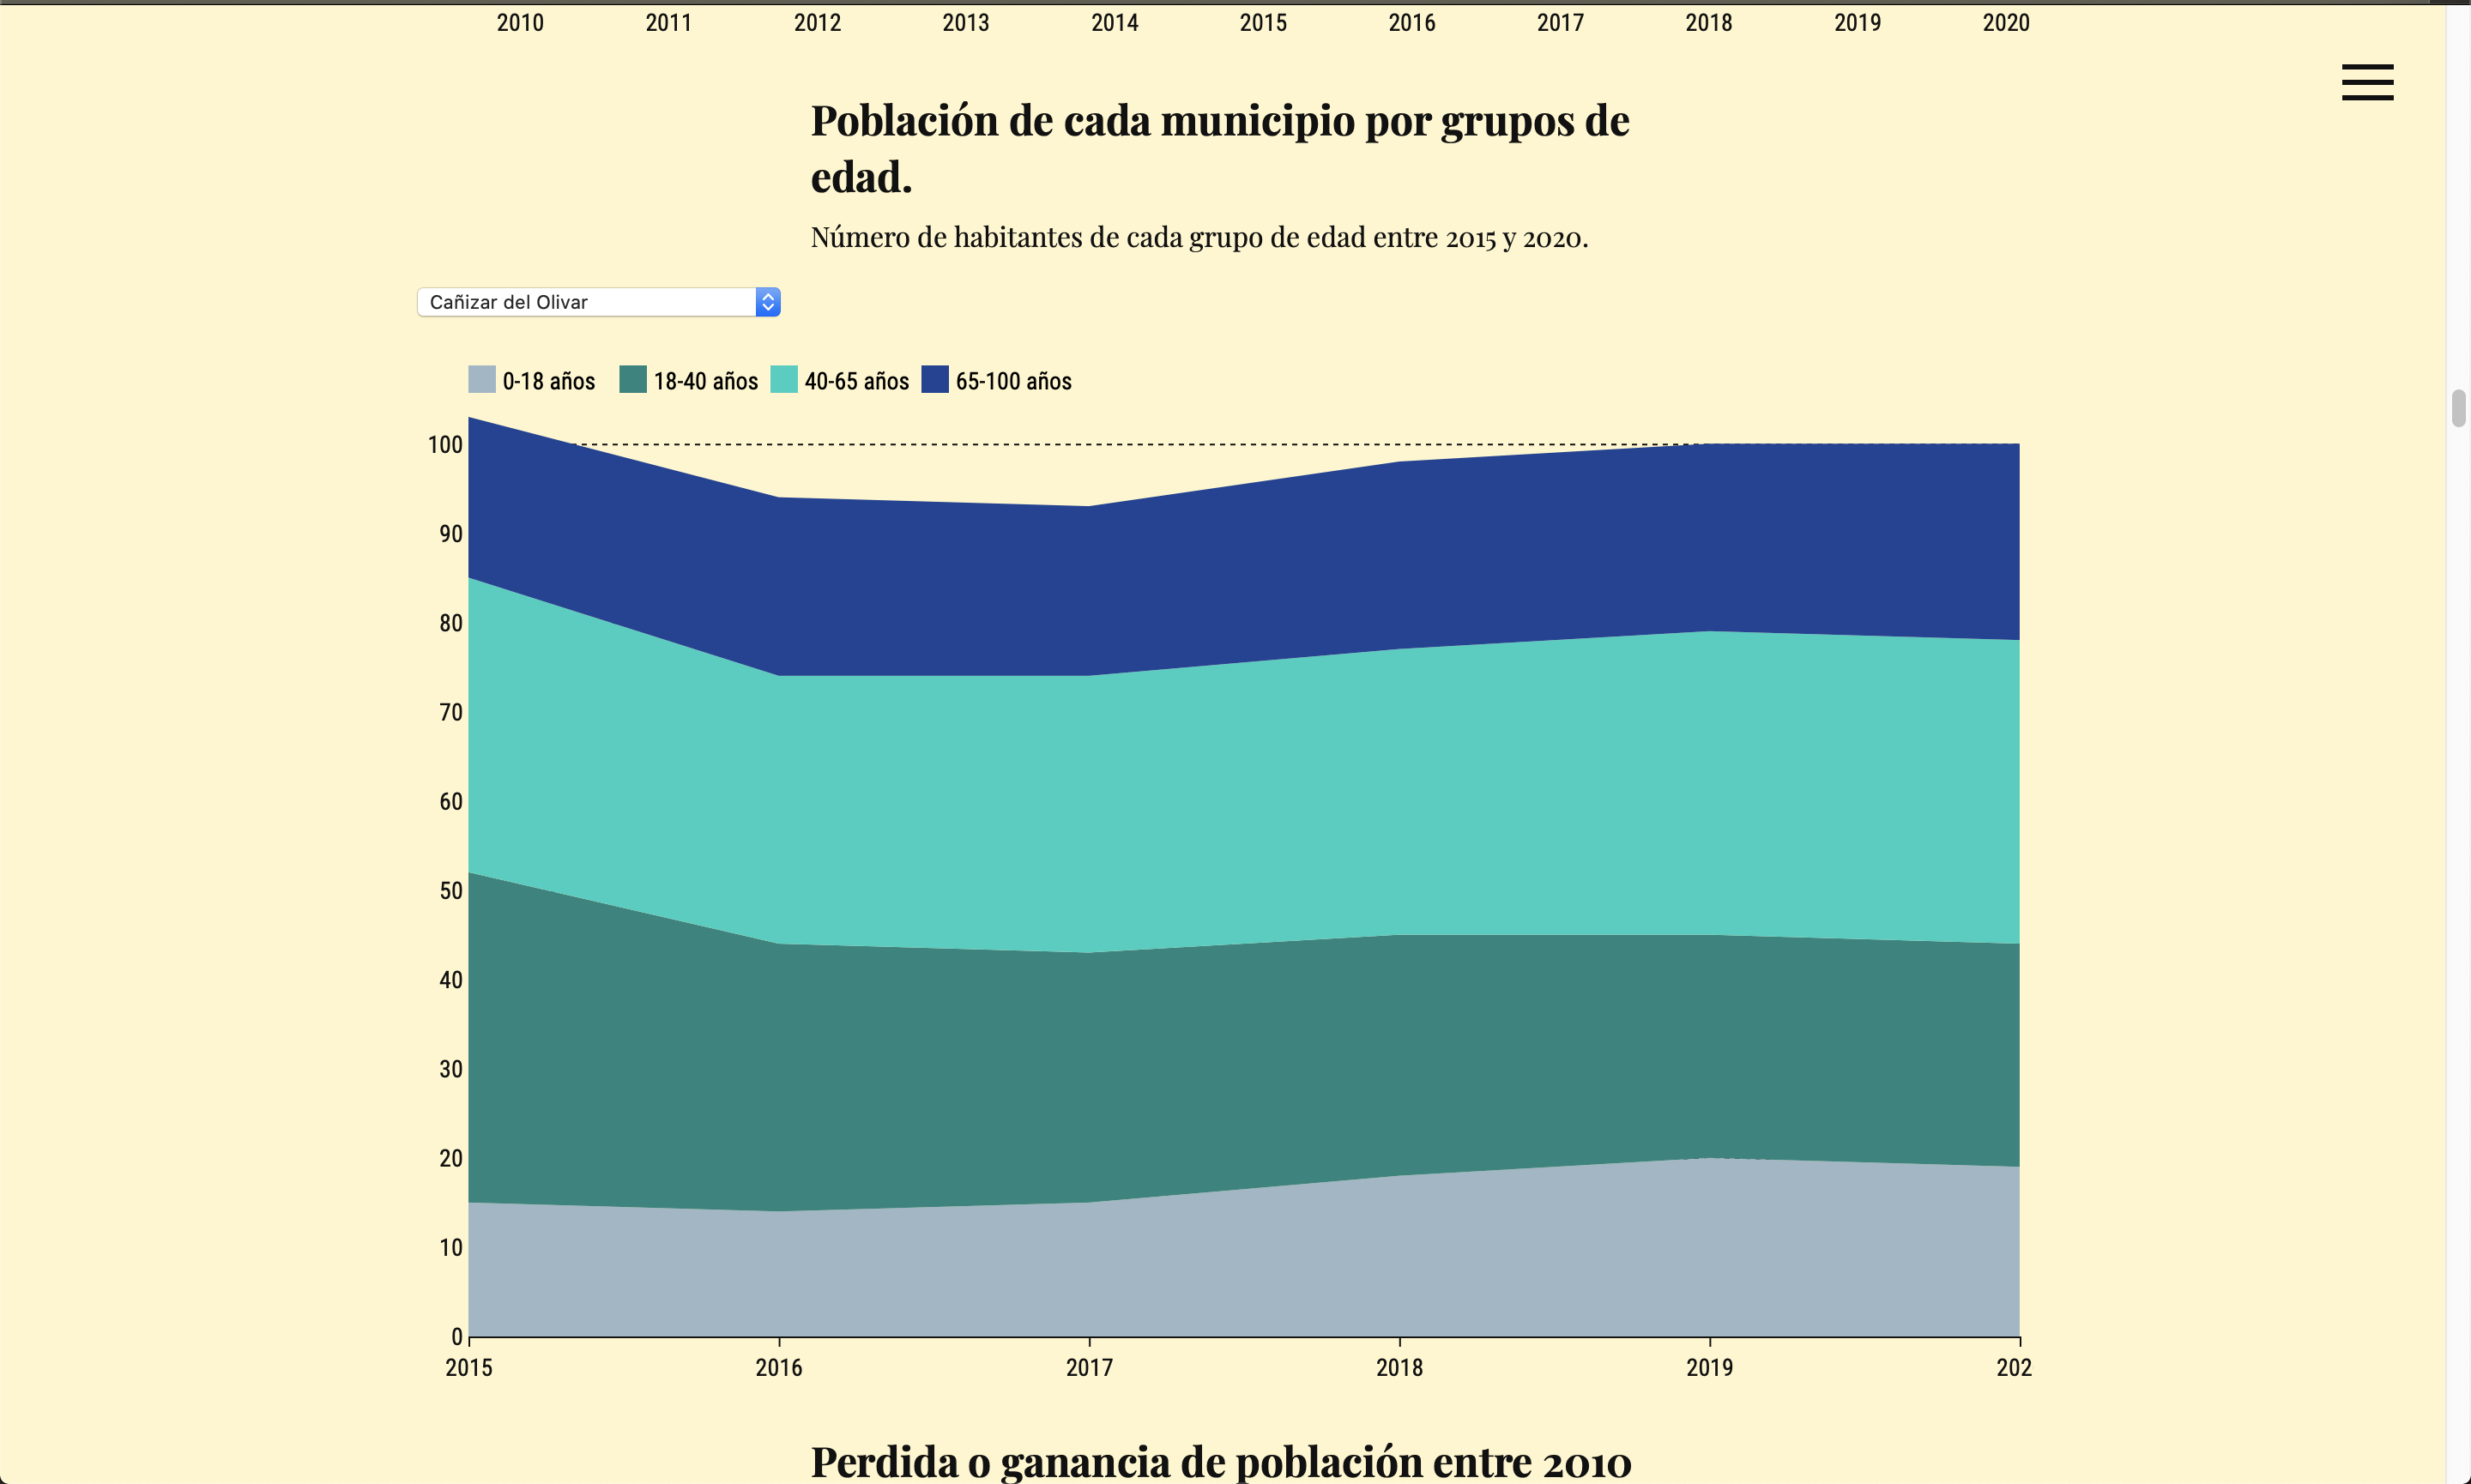 2010 2011 2012 2013 2014 2015 2016 2017 2018 2019 2020
Población de cada municipio por grupos de
edad.
Número de habitantes de cada grupo de edad entre 2015 y 2020.
Cañizar del Olivar
0-18 años 18-40 años 40-65 años 65-100 años
100
90
80
70
60
50
40
30
20
10
0
2015 2016 2017 2018 2019 202
Perdida o ganancia de población entre 2010